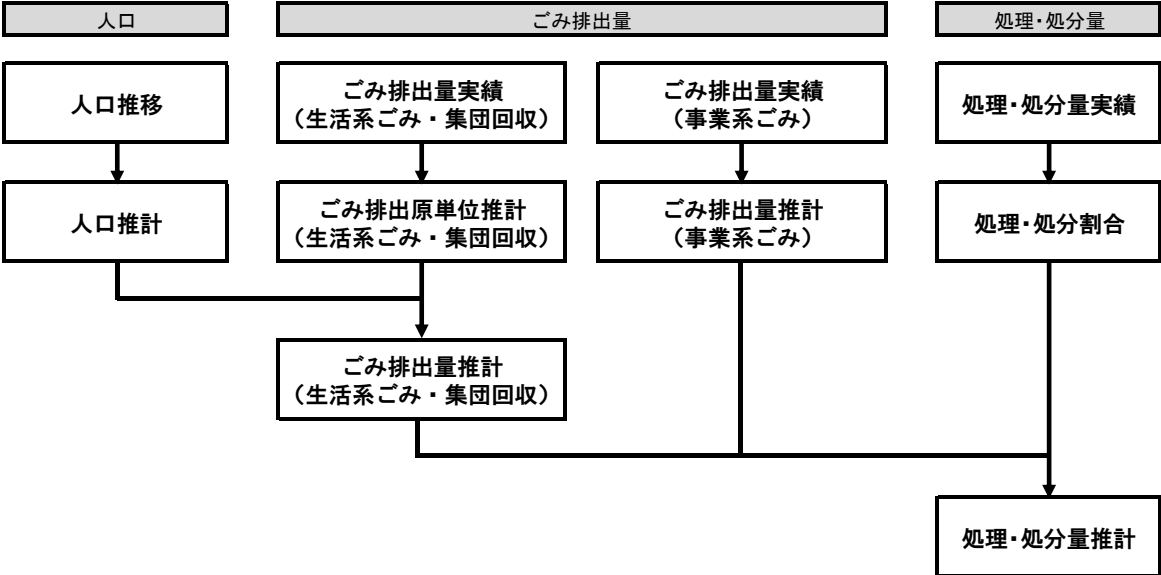 人口
ごみ排出量
処理・処分量
人口推移
ごみ排出量実績
（生活系ごみ・集団回収）
ごみ排出量実績
（事業系ごみ）
処理・処分量実績
人口推計
ごみ排出原単位推計
（生活系ごみ・集団回収）
ごみ排出量推計
（事業系ごみ）
処理・処分割合
ごみ排出量推計
（生活系ごみ・集団回収）
処理・処分量推計